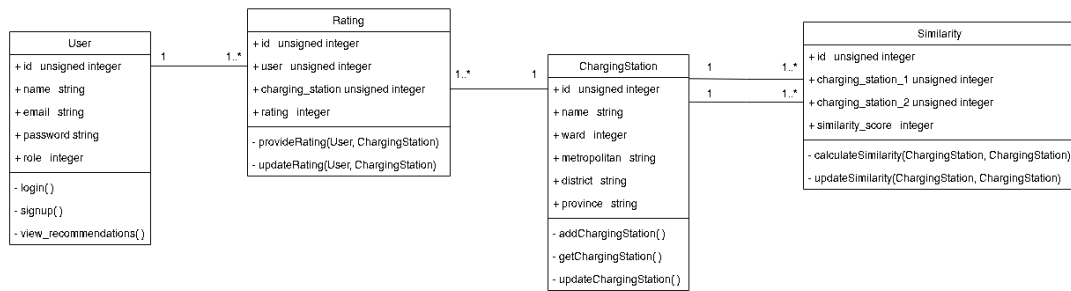 User
+ id unsigned integer
+ name string
+ email string
+ password string
+ role integer
- login( )
- signup( )
- view_recommendations( )
1
1..*
Rating
+ id unsigned integer
+ user unsigned integer
+ charging_station unsigned integer
+ rating integer
- provideRating(User, ChargingStation)
- updateRating(User, ChargingStation)
1..*
1
ChargingStation
+ id unsigned integer
+ name string
+ ward integer
+ metropolitan string
+ district string
+ province string
- addChargingStation( )
- getChargingStation( )
- updateChargingStation( )
1
1..*
1
1..*
Similarity
+ id unsigned integer
+ charging_station_1 unsigned integer
+ charging_station_2 unsigned integer
+ similarity_score integer
- calculateSimilarity(ChargingStation, ChargingStation)
- updateSimilarity(ChargingStation, ChargingStation)